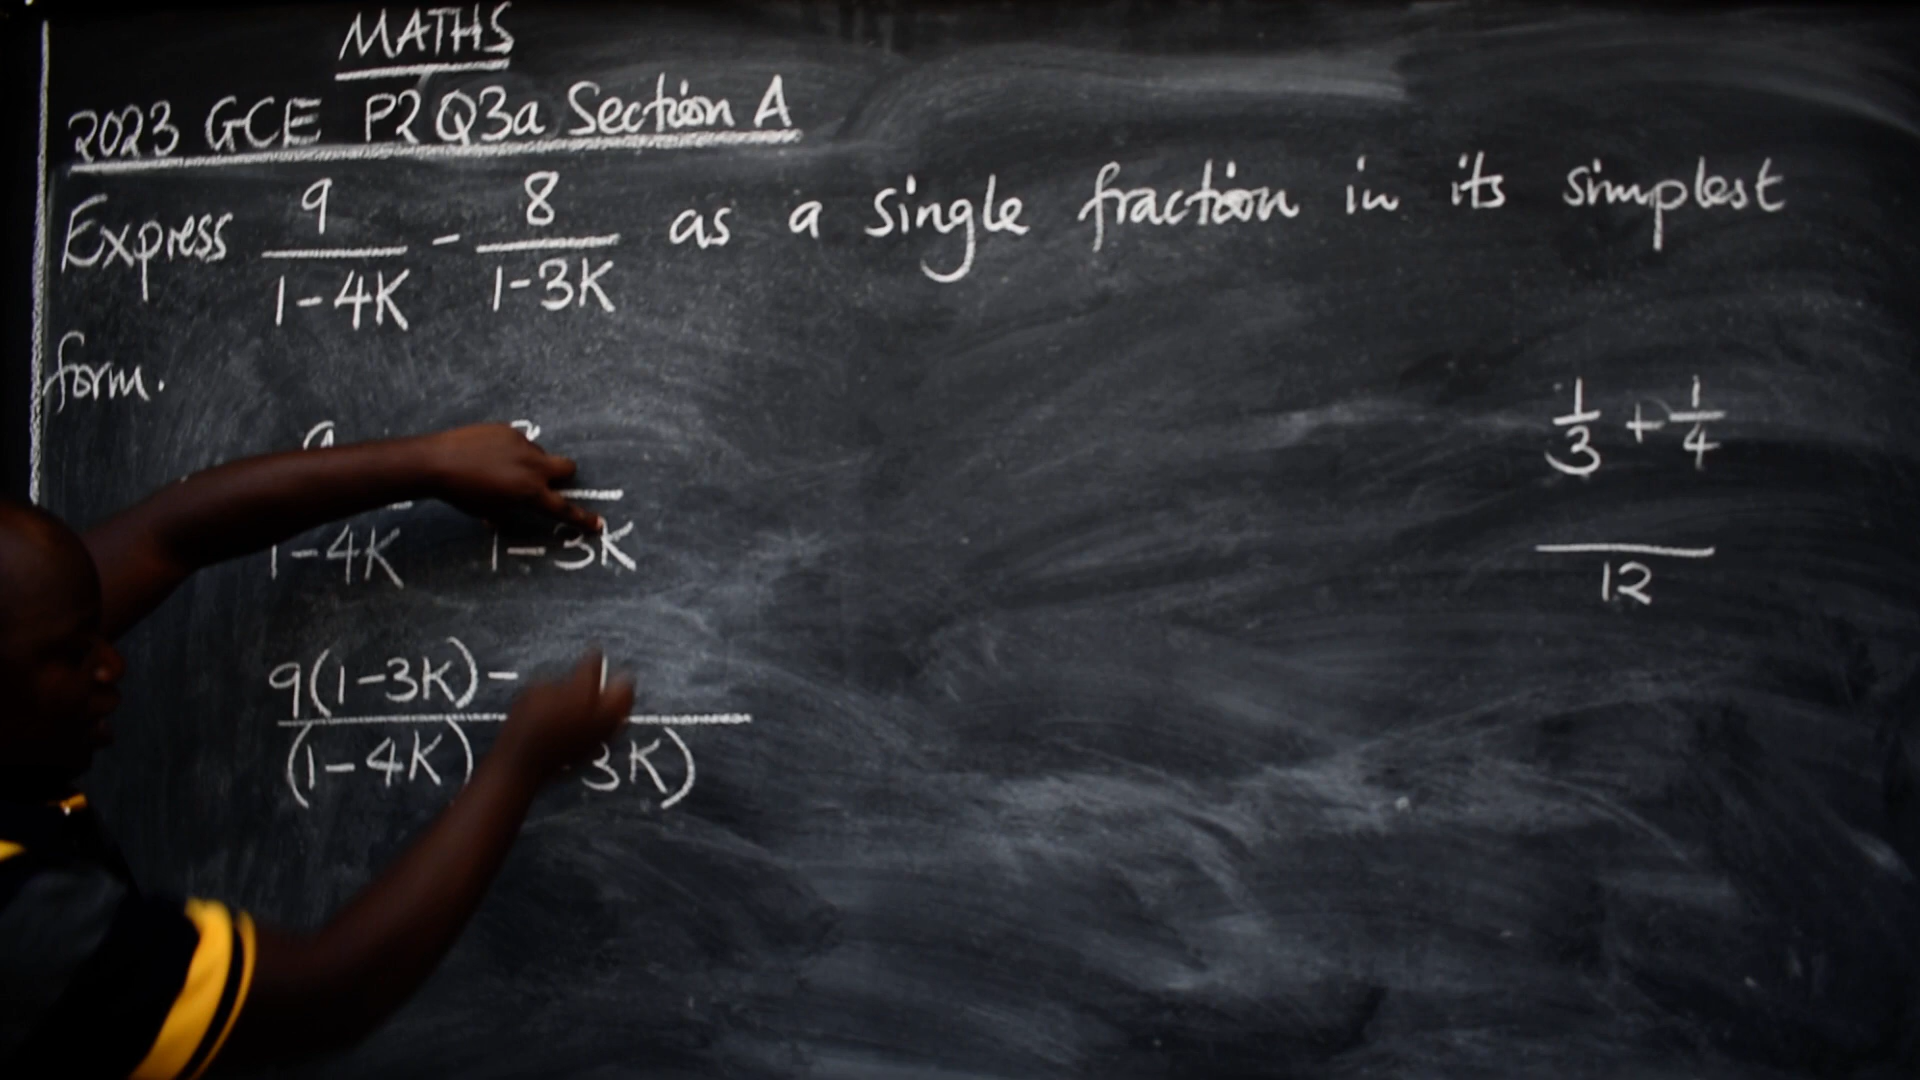 MATHS
2023 GCE P2 Q3a Section A
Express 9/(1-4K) - 8/(1-3K) as a single fraction in its simplest
form.
1-4K 1-3K
9(1-3K)-
(1-4K) 3K)
1/3 + 1/4
12